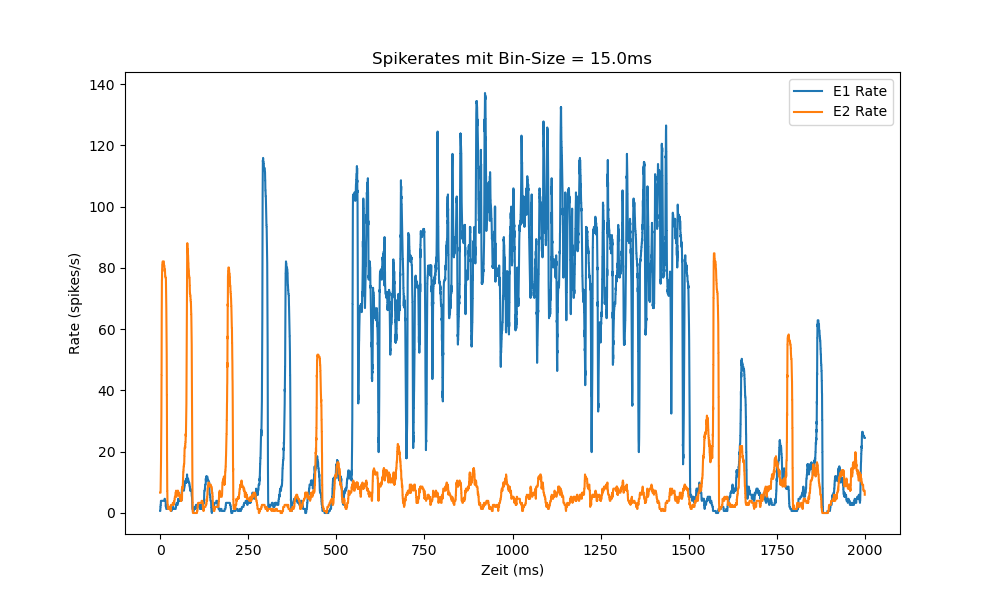 Spikerates mit Bin-Size = 15.0ms
E1 Rate
E2 Rate
140
120
100
80
60
40
20
0
Rate (spikes/s)
0 250 500 750 1000 1250 1500 1750 2000
Zeit (ms)